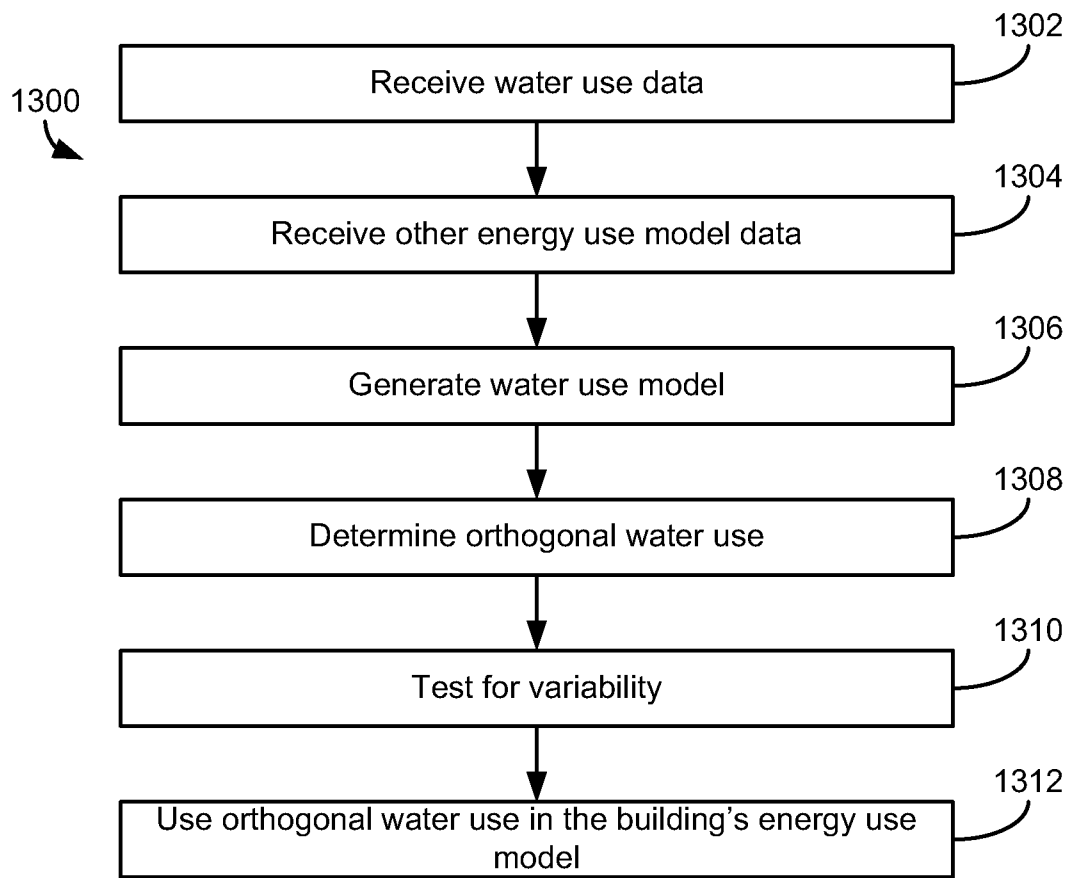 1302
Receive water use data
1300
1304
Receive other energy use model data
1306
Generate water use model
1308
Determine orthogonal water use
1310
Test for variability
1312
Use orthogonal water use in the building's energy use
model